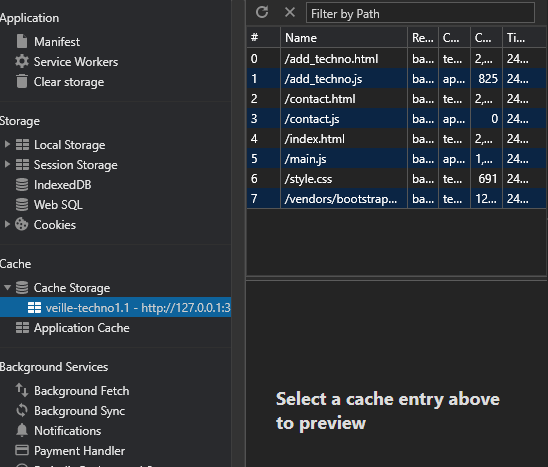 Application
Manifest
Service Workers
Clear storage
Storage
Local Storage
Session Storage
IndexedDB
Web SQL
Cookies
Cache
Cache Storage
veille-techno1.1 - http://127.0.0.1:3
Application Cache
Background Services
Background Fetch
Background Sync
Notifications
Payment Handler
Filter by Path
# Name Re... C... C... Ti...
0 /add_techno.html ba... te... 2,... 24...
1 /add_techno.js ba... ap... 825 24...
2 /contact.html ba... te... 2,... 24...
3 /contact.js ba... ap... 0 24...
4 /index.html ba... te... 2,... 24...
5 /main.js ba... ap... 1,... 24...
6 /style.css ba... te... 691 24...
7 /vendors/bootstrap... ba... te... 12... 24...
Select a cache entry above
to preview